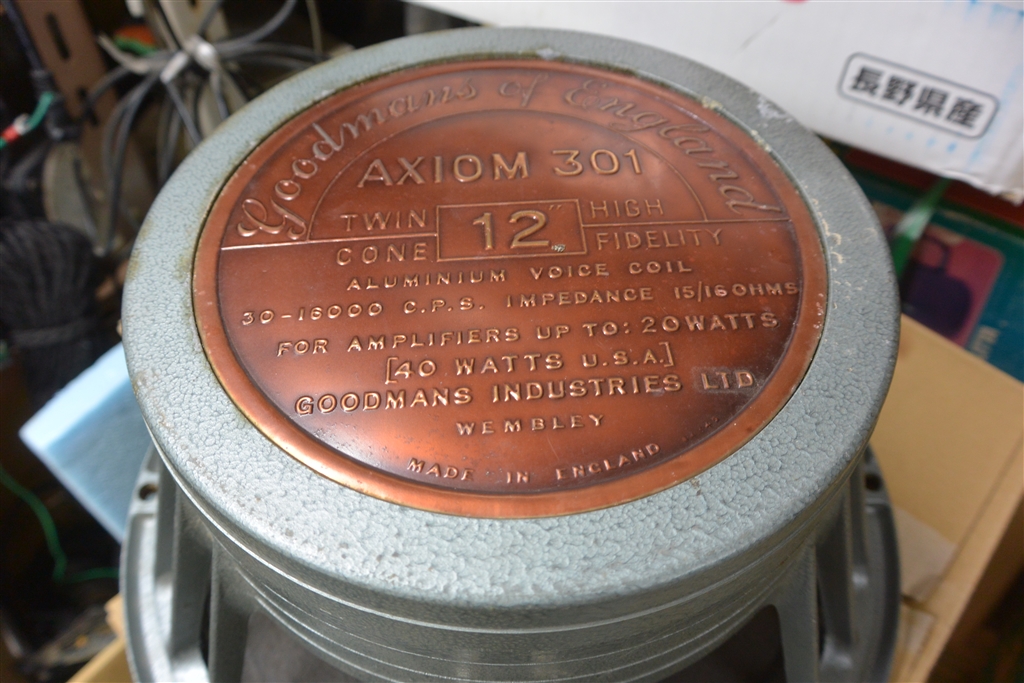 Goodmans of England
AXIOM 301
TWIN CONE
12"
HIGH FIDELITY
ALUMINIUM VOICE COIL
30-16000 C.P.S. IMPEDANCE 15/16 OHMS
FOR AMPLIFIERS UP TO: 20 WATTS
[40 WATTS U.S.A.]
GOODMANS INDUSTRIES LTD
WEMBLEY
MADE IN ENGLAND
長野県産